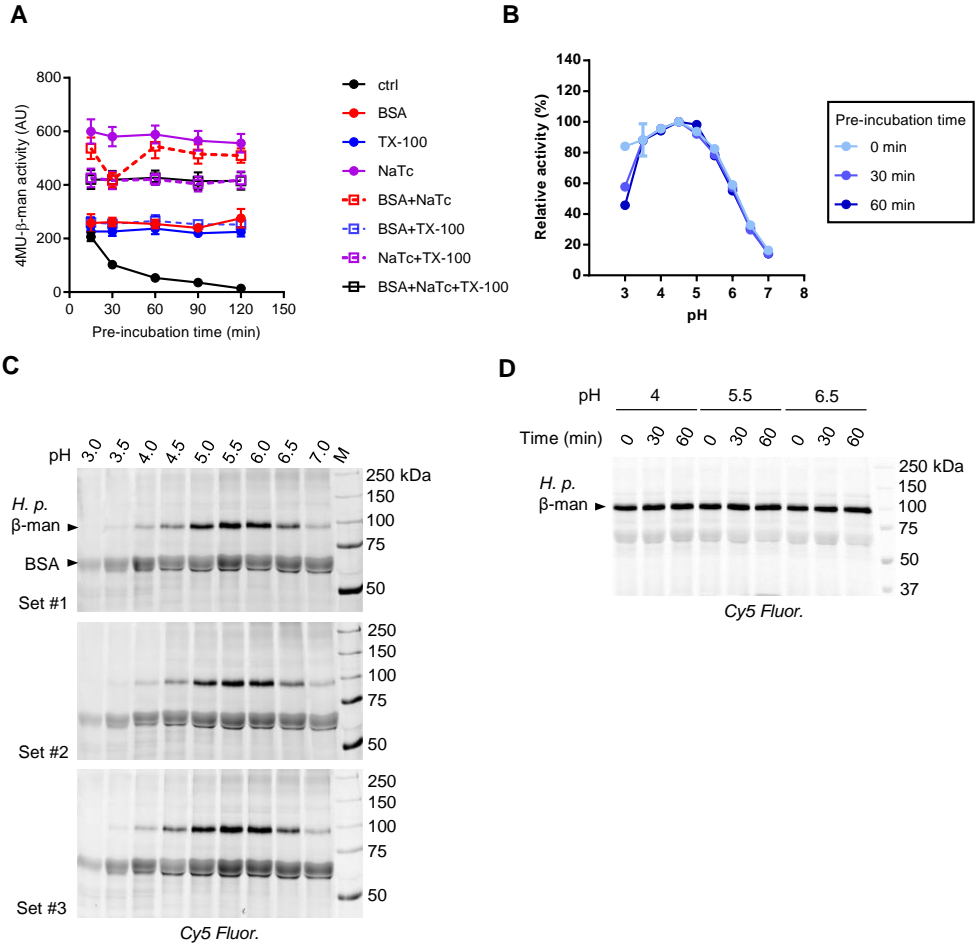 A
4MU-β-man activity (AU)
800
600
400
200
0
0
30
60
90
120
150
Pre-incubation time (min)
ctrl
BSA
TX-100
NaTc
BSA+NaTc
BSA+TX-100
NaTc+TX-100
BSA+NaTc+TX-100
B
Relative activity (%)
140
120
100
80
60
40
20
0
3
4
5
6
7
8
pH
Pre-incubation time
0 min
30 min
60 min
C
pH 3.0 3.5 4.0 4.5 5.0 5.5 6.0 6.5 7.0 M
H. p.
β-man
BSA
Set #1
250 kDa
150
100
75
50
Set #2
250
150
100
75
50
Set #3
250
150
100
75
50
Cy5 Fluor.
D
pH 4 5.5 6.5
Time (min) 0 30 60 0 30 60 0 30 60
H. p.
β-man
250 kDa
150
100
75
50
37
Cy5 Fluor.